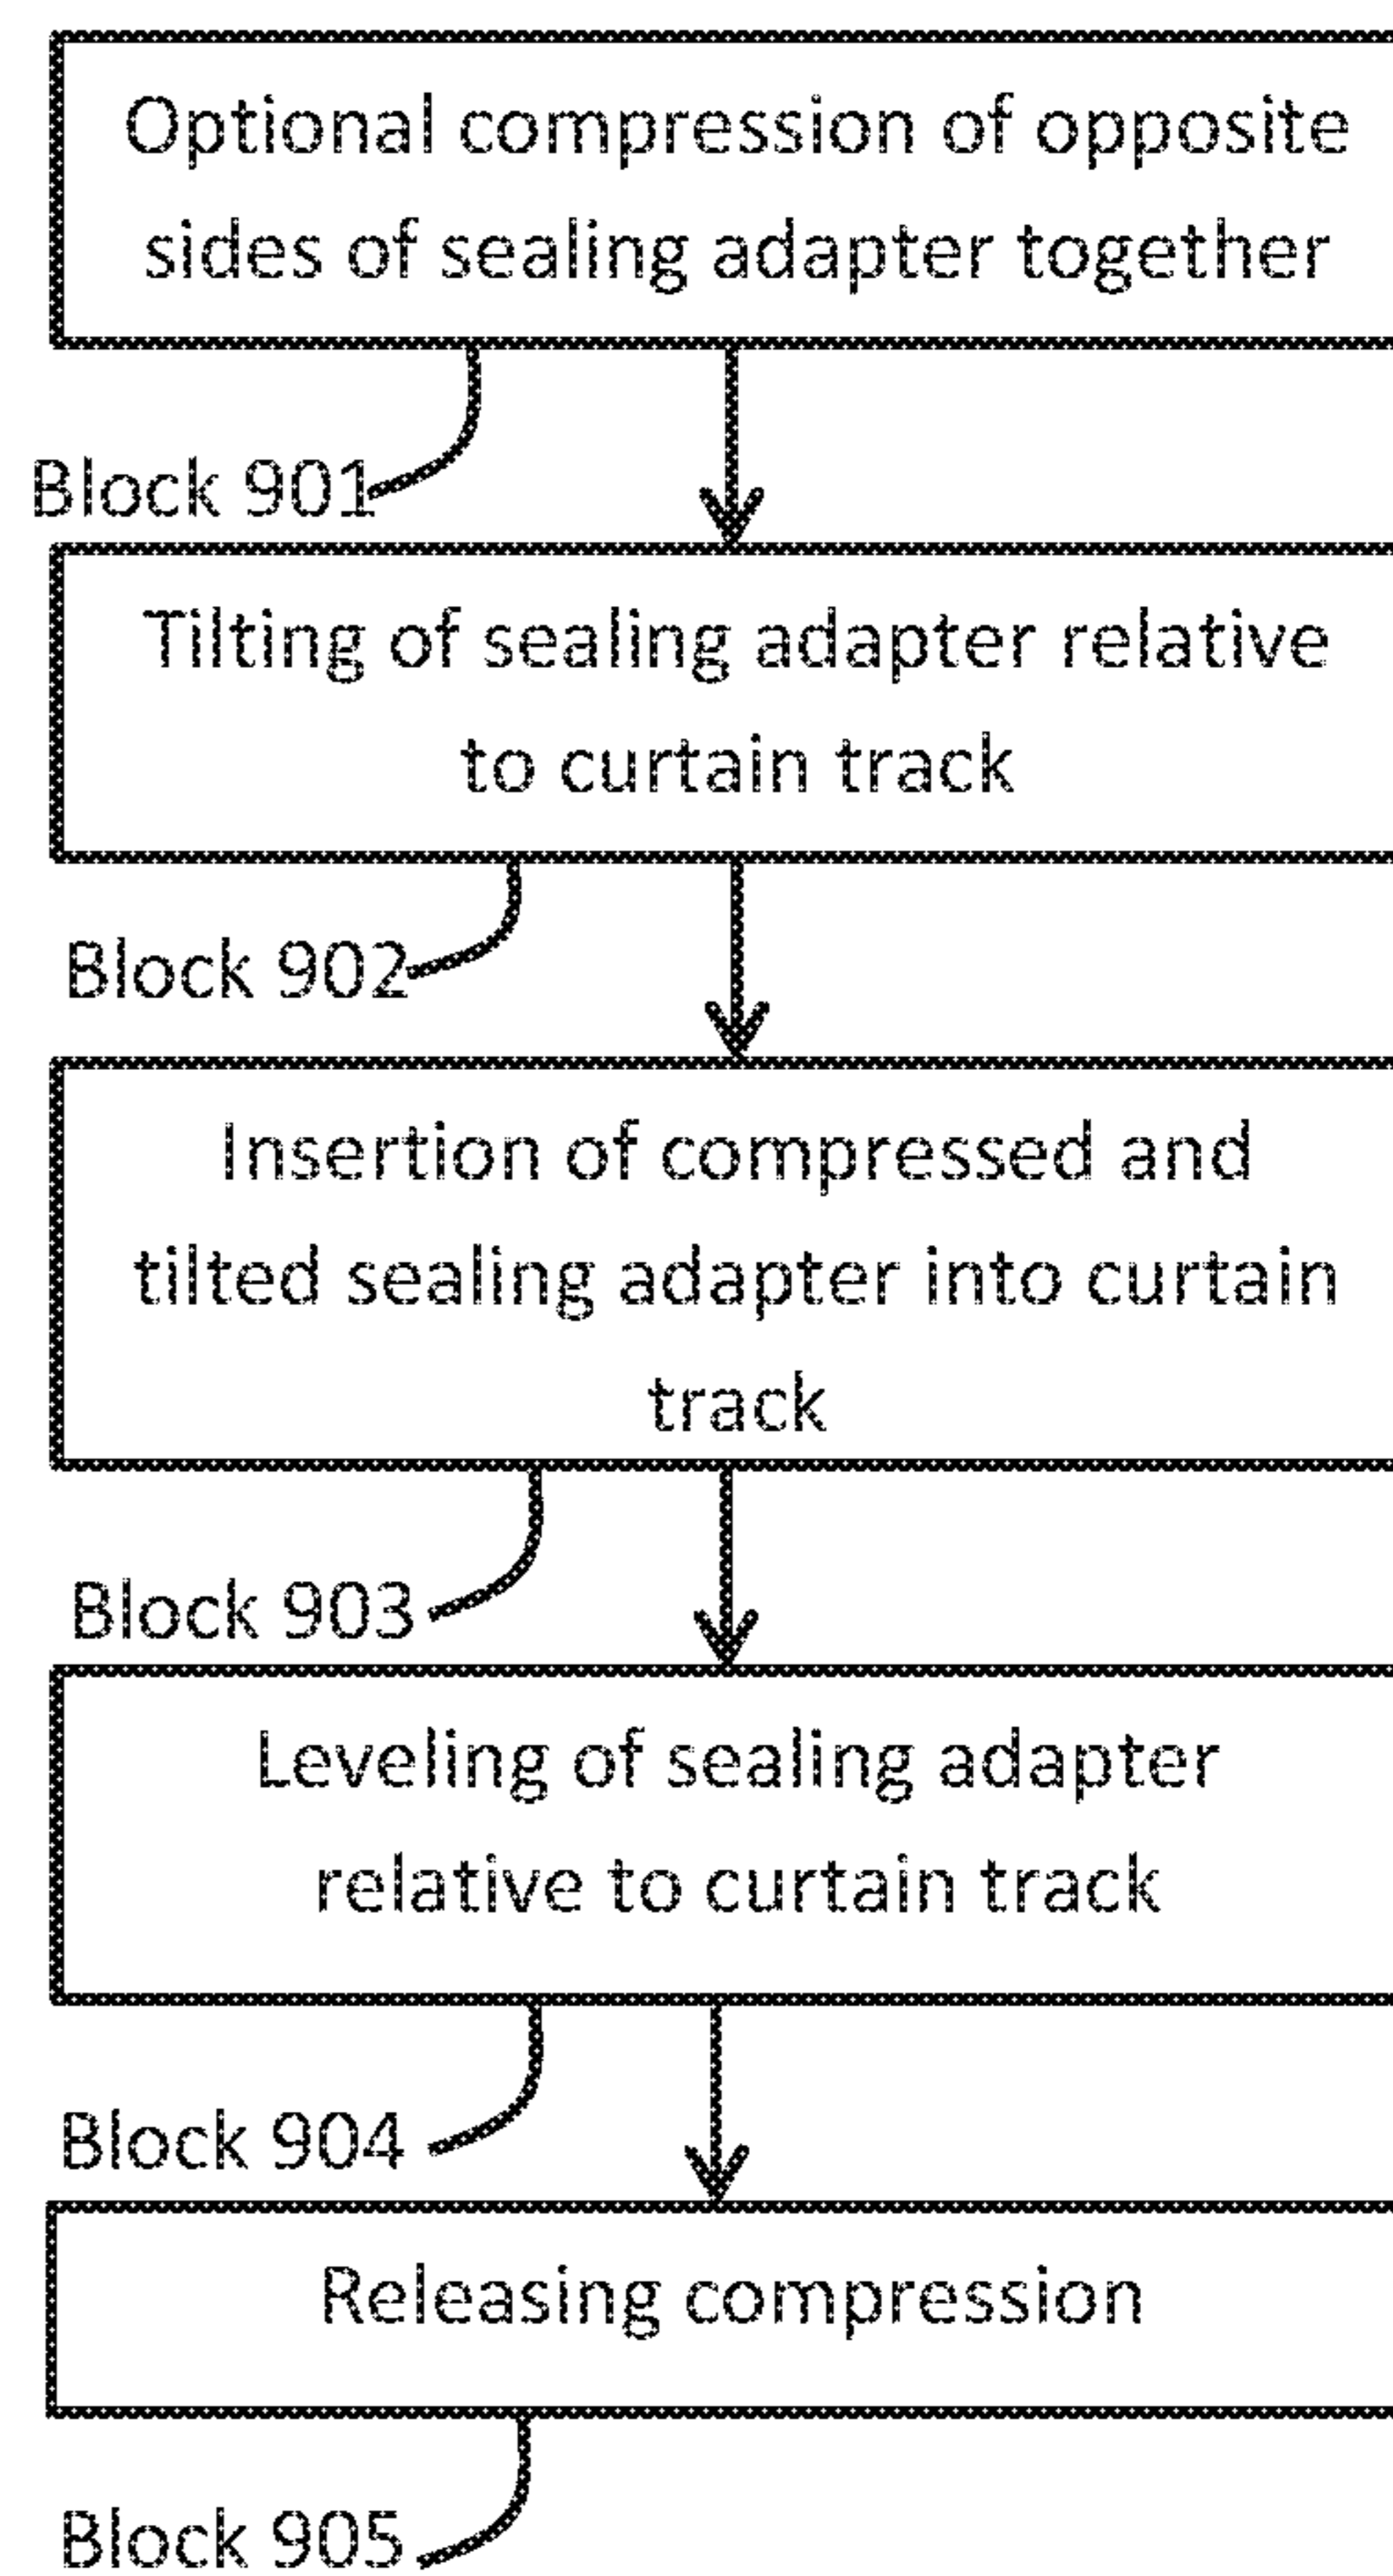 Optional compression of opposite
sides of sealing adapter together
Block 901
Tilting of sealing adapter relative
to curtain track
Block 902
Insertion of compressed and
tilted sealing adapter into curtain
track
Block 903
Leveling of sealing adapter
relative to curtain track
Block 904
Releasing compression
Block 905